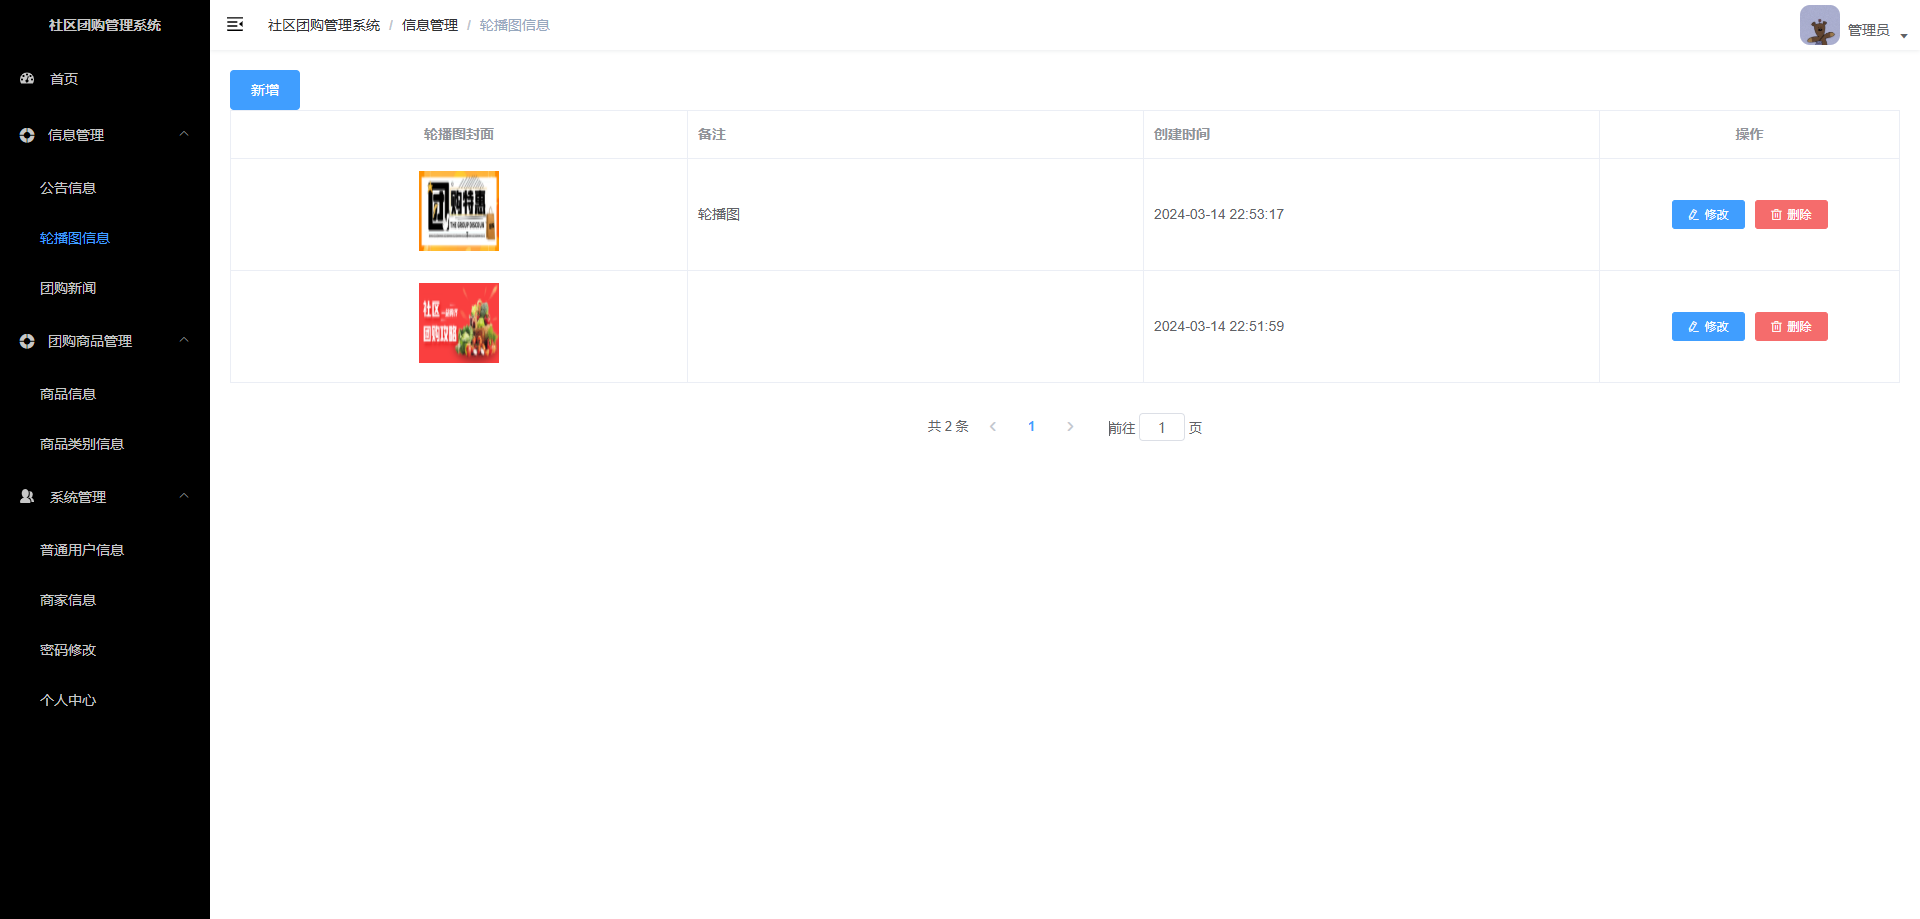 社区团购管理系统
社区团购管理系统 / 信息管理 / 轮播图信息
管理员
首页
信息管理
公告信息
轮播图信息
团购新闻
团购商品管理
商品信息
商品类别信息
系统管理
普通用户信息
商家信息
密码修改
个人中心
新增
轮播图封面 备注 创建时间 操作
团购特惠
THE GROUP DISCOUN
轮播图 2024-03-14 22:53:17 修改 删除
社区
团购攻略
2024-03-14 22:51:59 修改 删除
共 2 条 1 前往 1 页